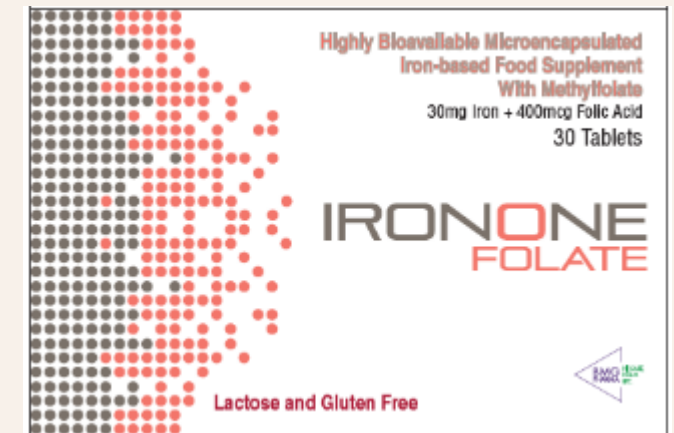 Highly Bioavailable Microencapsulated
Iron-based Food Supplement
With Methylfolate
30mg Iron + 400mcg Folic Acid
30 Tablets
IRONONE
FOLATE
Lactose and Gluten Free